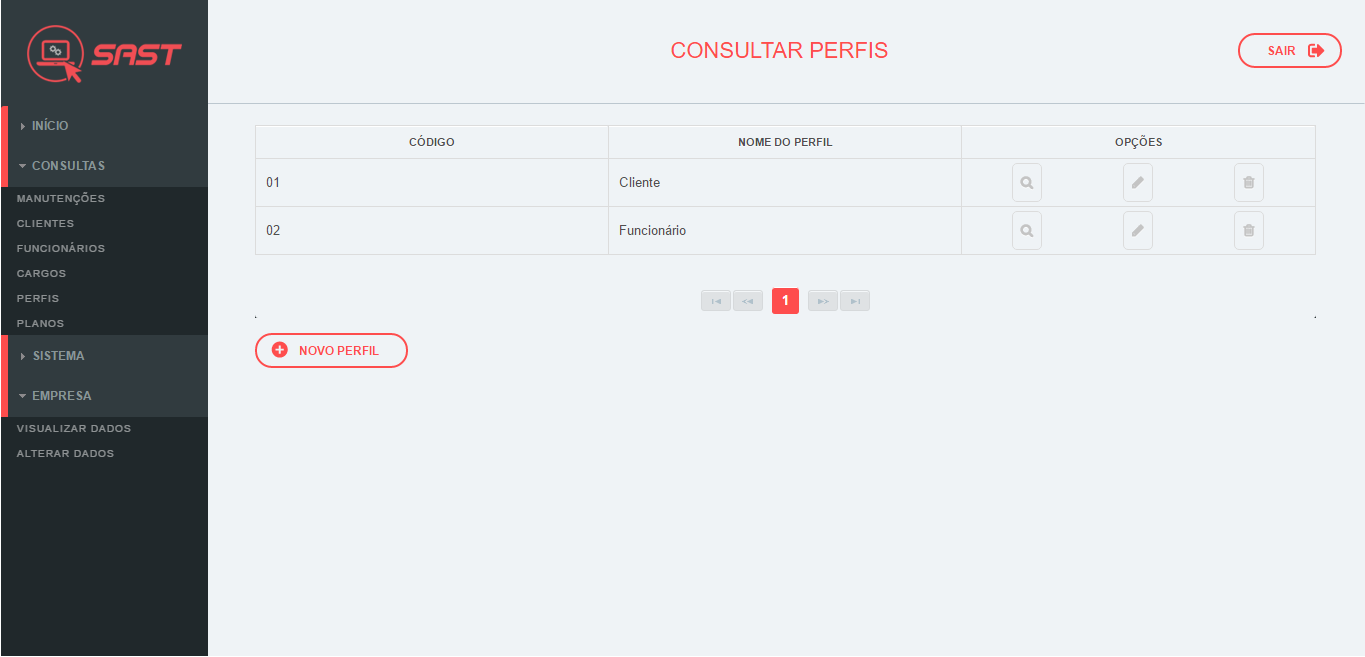 SAST
CONSULTAR PERFIS
SAIR
INÍCIO
CONSULTAS
MANUTENÇÕES
CLIENTES
FUNCIONÁRIOS
CARGOS
PERFIS
PLANOS
SISTEMA
EMPRESA
VISUALIZAR DADOS
ALTERAR DADOS
CÓDIGO NOME DO PERFIL OPÇÕES
01 Cliente
02 Funcionário
1
NOVO PERFIL